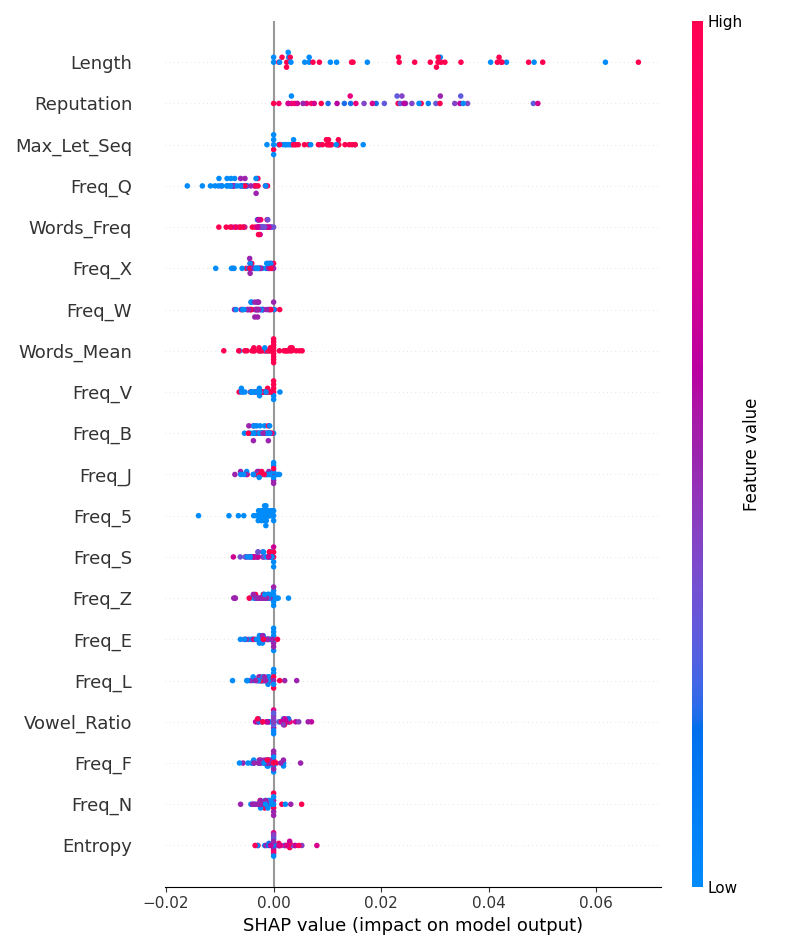 High
Length
Reputation
Max_Let_Seq
Freq_Q
Words_Freq
Freq_X
Freq_W
Words_Mean
Freq_V
Freq_B
Freq_J
Freq_5
Freq_S
Freq_Z
Freq_E
Freq_L
Vowel_Ratio
Freq_F
Freq_N
Entropy
Feature value
Low
−0.02 0.00 0.02 0.04 0.06
SHAP value (impact on model output)